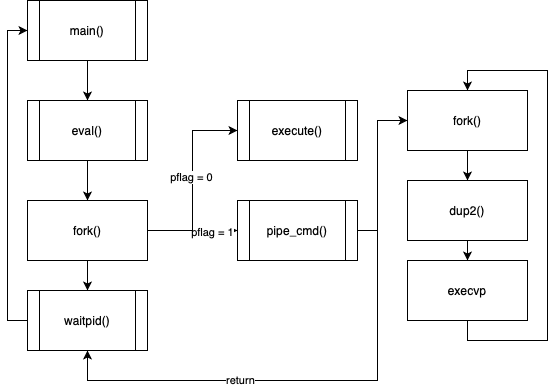 main()
eval()
execute()
fork()
pflag = 0
dup2()
fork()
pflag = 1
pipe_cmd()
execvp
waitpid()
return